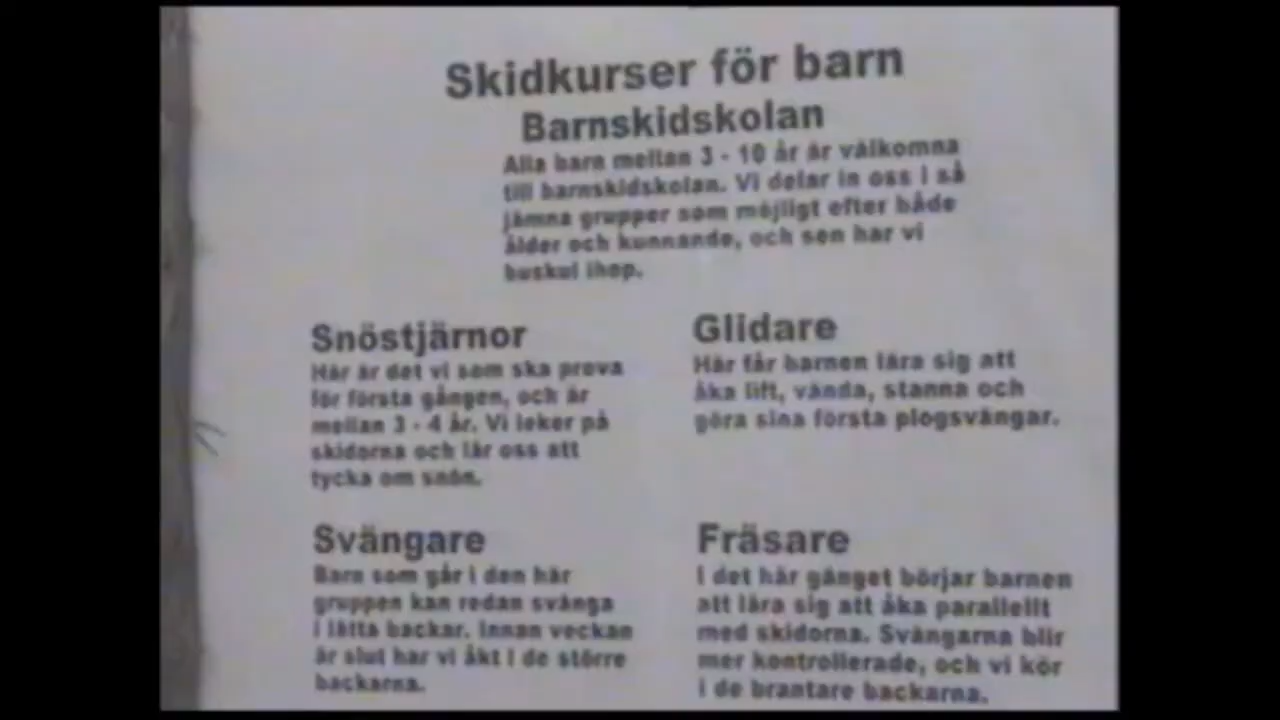 Skidkurser för barn
Barnskidskolan
Alla barn mellan 3 - 10 år är välkomna
till barnskidskolan. Vi delar in oss i så
jämna grupper som möjligt efter både
ålder och kunnande, och sen har vi
buskul ihop.
Snöstjärnor
Här är det vi som ska prova
för första gången, och är
mellan 3 - 4 år. Vi leker på
skidorna och lär oss att
tycka om snön.
Glidare
Här får barnen lära sig att
åka lift, vända, stanna och
göra sina första plogsvängar.
Svängare
Barn som går i den här
gruppen kan redan svänga
i lätta backar. Innan veckan
är slut har vi åkt i de större
backarna.
Fräsare
I det här gänget börjar barnen
att lära sig att åka parallellt
med skidorna. Svängarna blir
mer kontrollerade, och vi kör
i de brantare backarna.